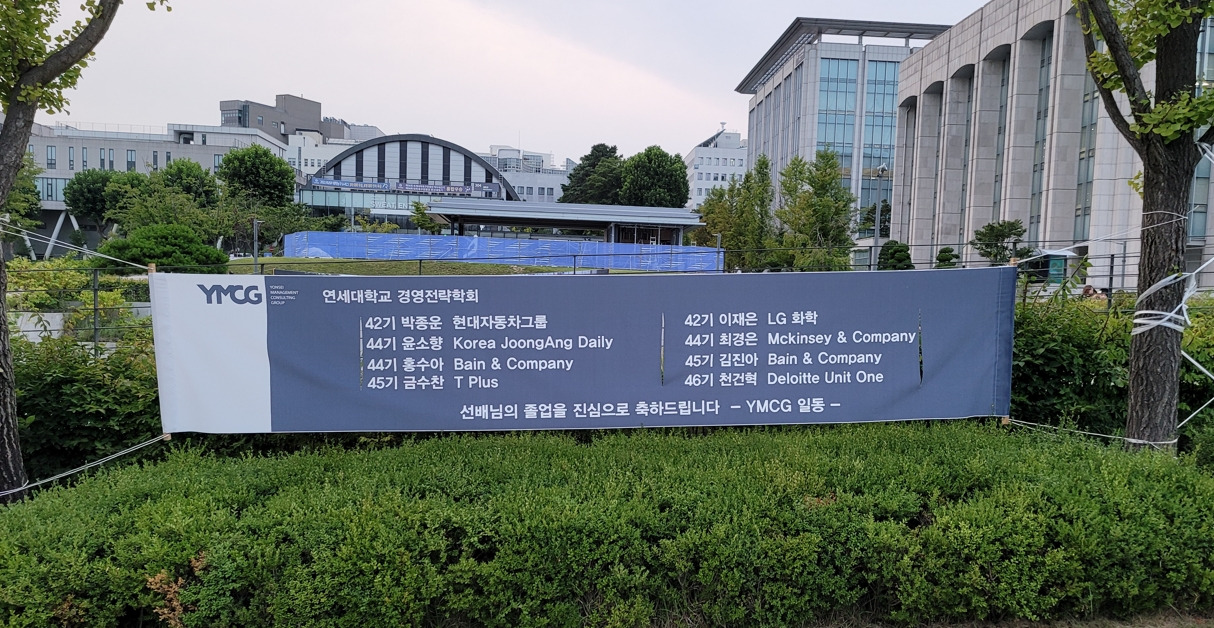 YMCG
YONSEI
MANAGEMENT
CONSULTING
GROUP
연세대학교 경영전략학회
42기 박종운 현대자동차그룹
44기 윤소향 Korea JoongAng Daily
44기 홍수아 Bain & Company
45기 금수찬 T Plus
42기 이재은 LG 화학
44기 최경은 Mckinsey & Company
45기 김진아 Bain & Company
46기 천건혁 Deloitte Unit One
선배님의 졸업을 진심으로 축하드립니다 - YMCG 일동 -